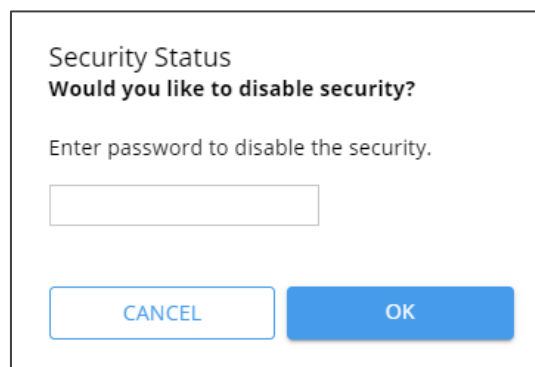 Security Status
Would you like to disable security?
Enter password to disable the security.
CANCEL OK